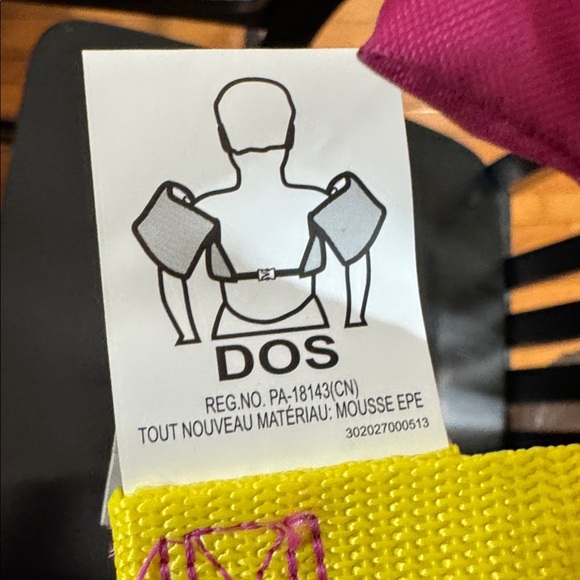 DOS
REG.NO. PA-18143(CN)
TOUT NOUVEAU MATÉRIAU: MOUSSE EPE
302027000513